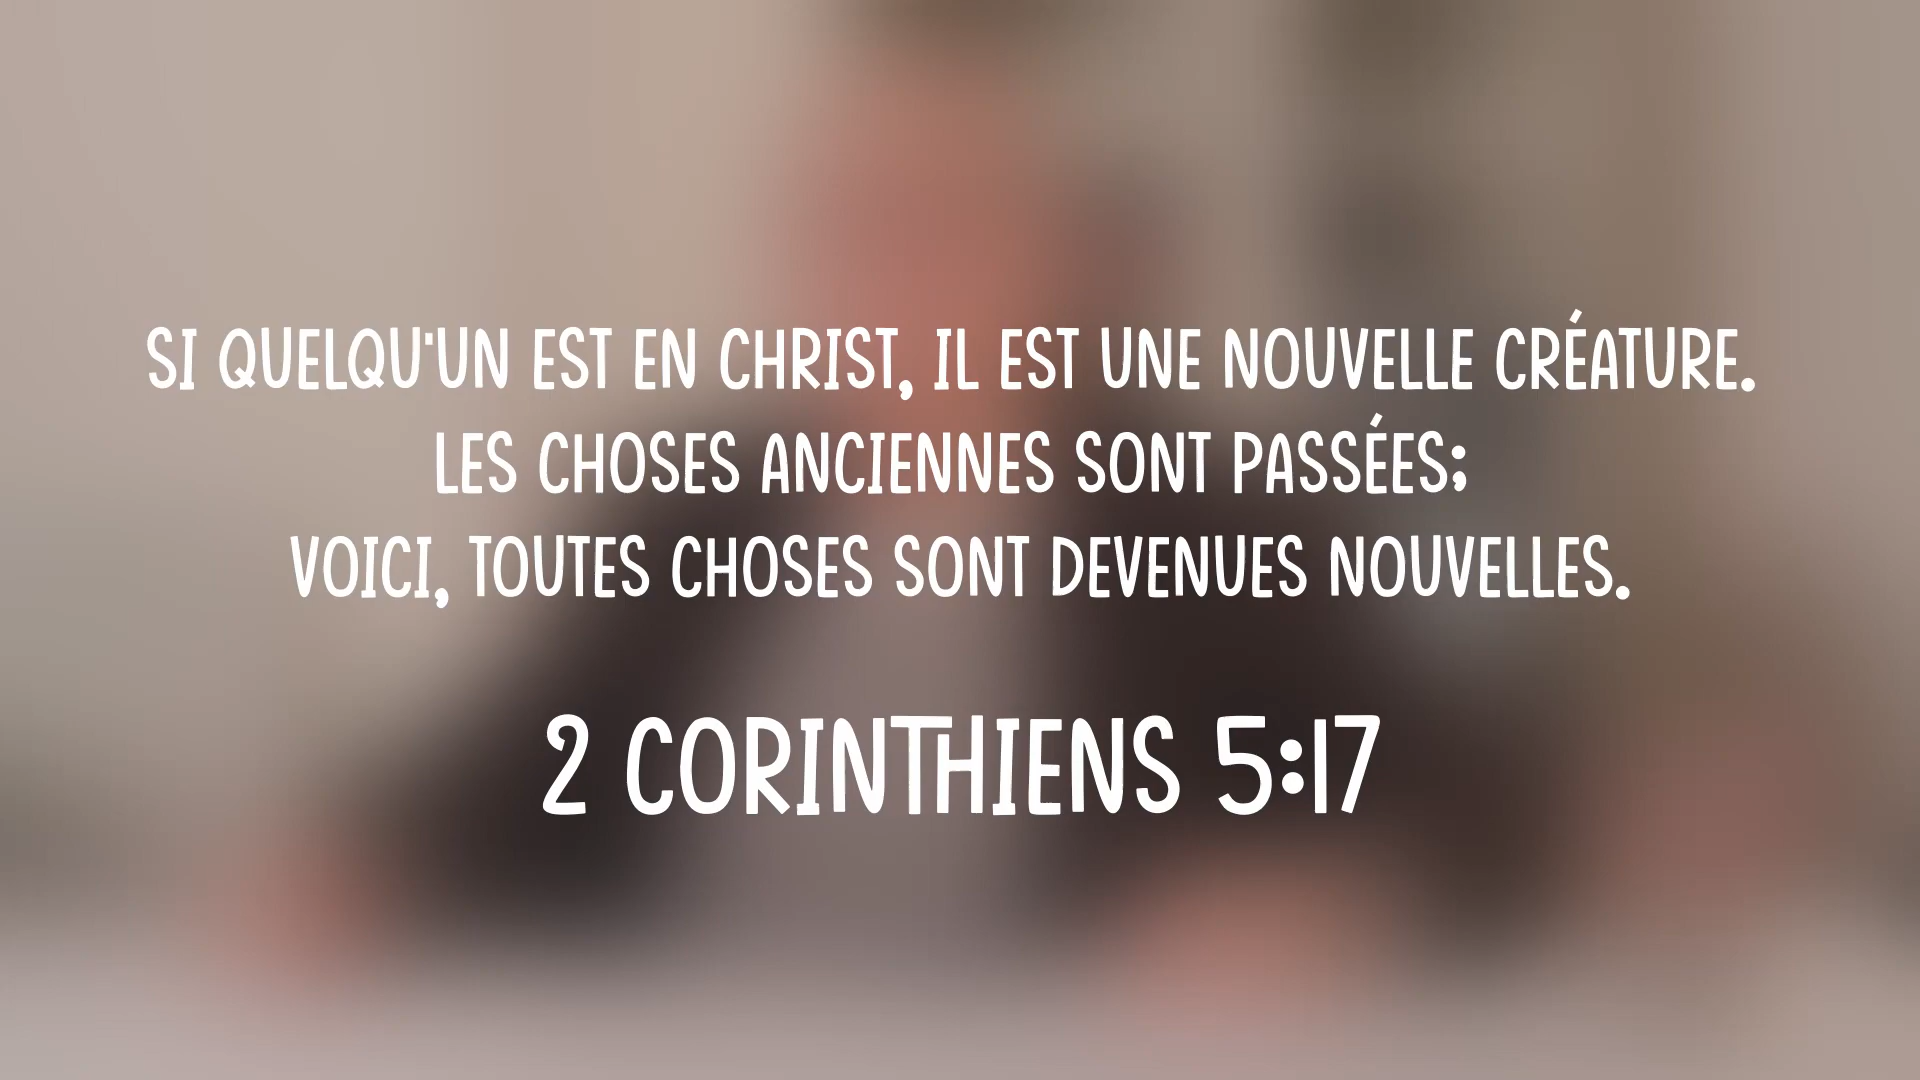 SI QUELQU'UN EST EN CHRIST, IL EST UNE NOUVELLE CRÉATURE.
LES CHOSES ANCIENNES SONT PASSÉES;
VOICI, TOUTES CHOSES SONT DEVENUES NOUVELLES.
2 CORINTHIENS 5:17